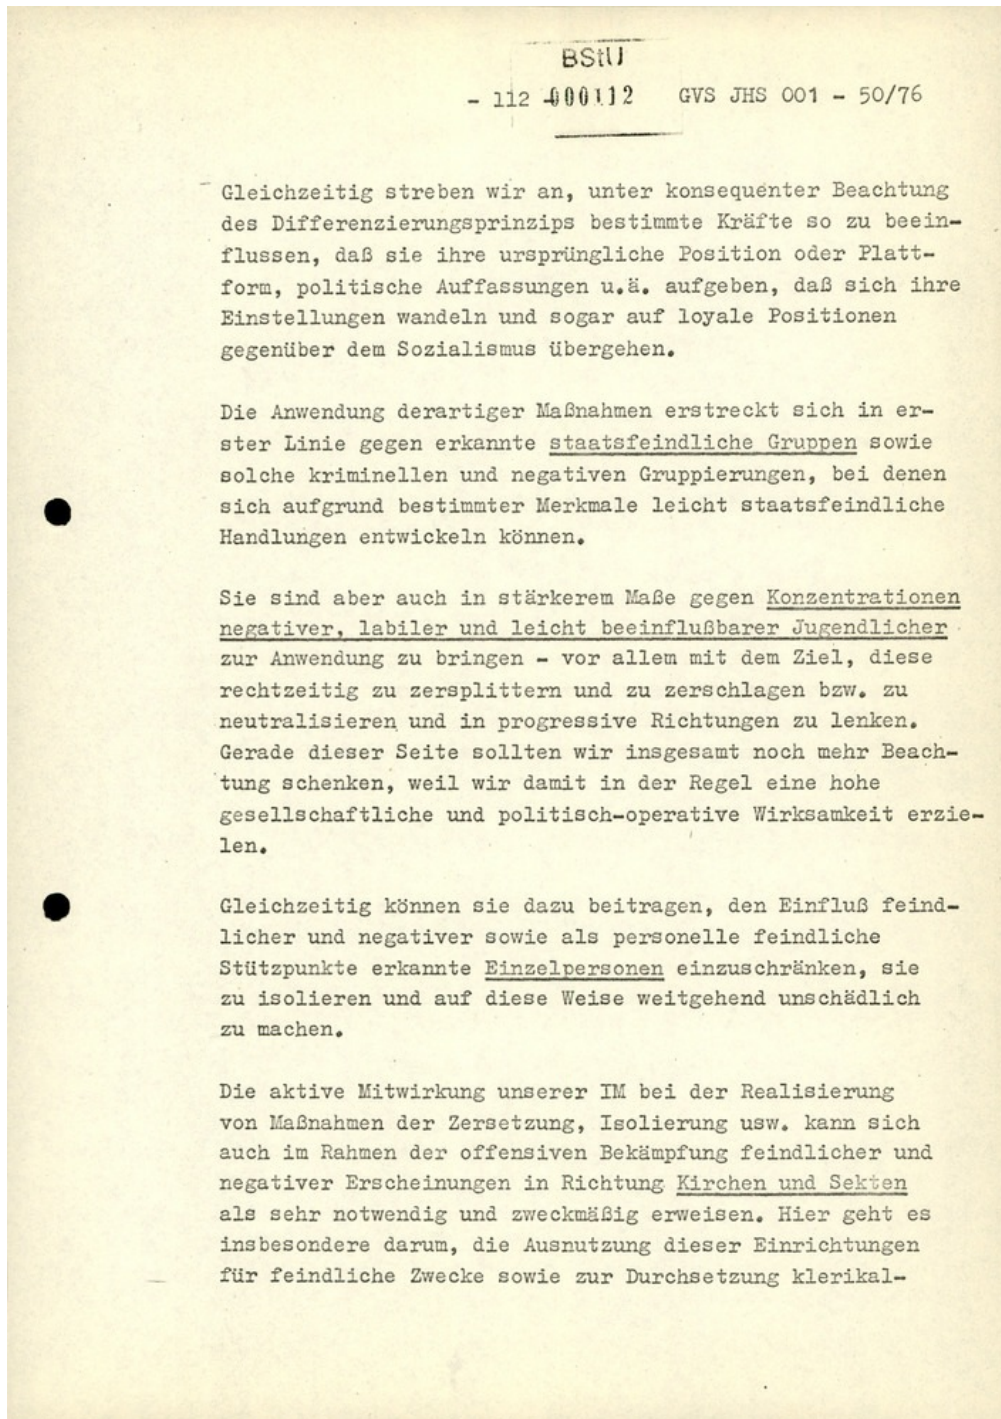 BStU
- 112 - 000112 GVS JHS 001 - 50/76
Gleichzeitig streben wir an, unter konsequenter Beachtung
des Differenzierungsprinzips bestimmte Kräfte so zu beein-
flussen, daß sie ihre ursprüngliche Position oder Platt-
form, politische Auffassungen u.ä. aufgeben, daß sich ihre
Einstellungen wandeln und sogar auf loyale Positionen
gegenüber dem Sozialismus übergehen.
Die Anwendung derartiger Maßnahmen erstreckt sich in er-
ster Linie gegen erkannte staatsfeindliche Gruppen sowie
solche kriminellen und negativen Gruppierungen, bei denen
sich aufgrund bestimmter Merkmale leicht staatsfeindliche
Handlungen entwickeln können.
Sie sind aber auch in stärkerem Maße gegen Konzentrationen
negativer, labiler und leicht beeinflußbarer Jugendlicher
zur Anwendung zu bringen - vor allem mit dem Ziel, diese
rechtzeitig zu zersplittern und zu zerschlagen bzw. zu
neutralisieren und in progressive Richtungen zu lenken.
Gerade dieser Seite sollten wir insgesamt noch mehr Beach-
tung schenken, weil wir damit in der Regel eine hohe
gesellschaftliche und politisch-operative Wirksamkeit erzie-
len.
Gleichzeitig können sie dazu beitragen, den Einfluß feind-
licher und negativer sowie als personelle feindliche
Stützpunkte erkannte Einzelpersonen einzuschränken, sie
zu isolieren und auf diese Weise weitgehend unschädlich
zu machen.
Die aktive Mitwirkung unserer IM bei der Realisierung
von Maßnahmen der Zersetzung, Isolierung usw. kann sich
auch im Rahmen der offensiven Bekämpfung feindlicher und
negativer Erscheinungen in Richtung Kirchen und Sekten
als sehr notwendig und zweckmäßig erweisen. Hier geht es
insbesondere darum, die Ausnutzung dieser Einrichtungen
für feindliche Zwecke sowie zur Durchsetzung klerikal-